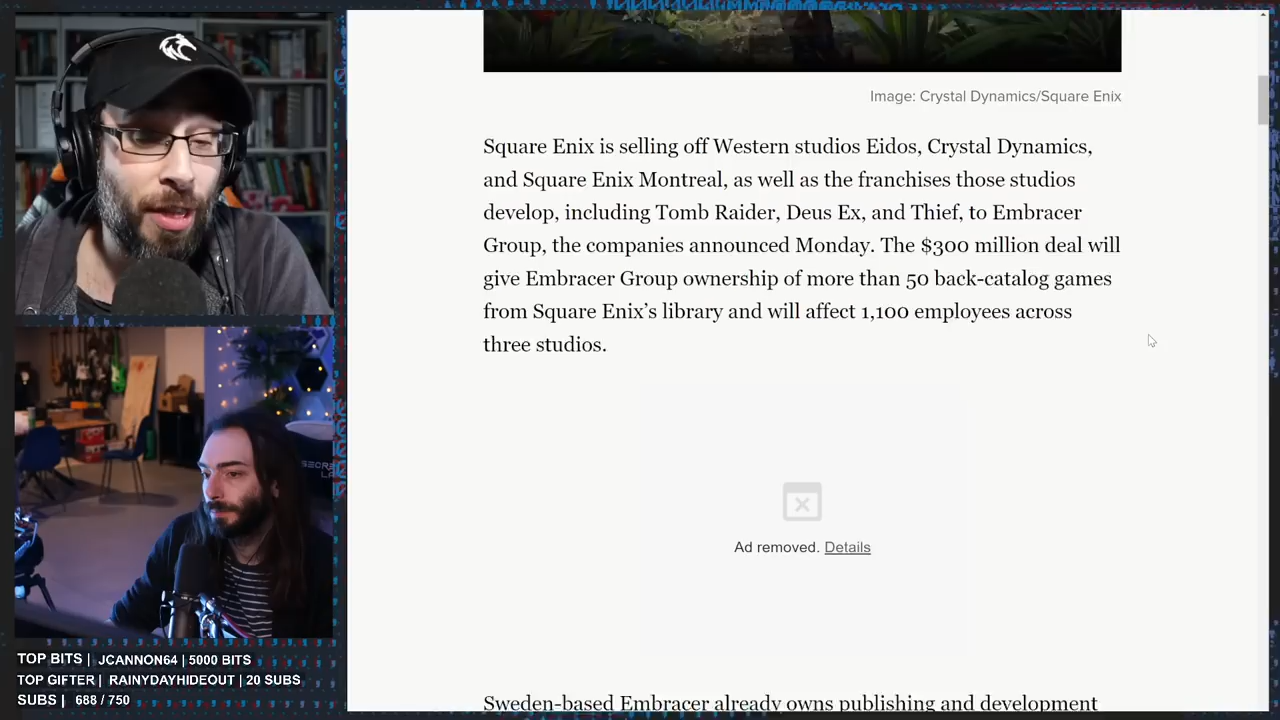 Image: Crystal Dynamics/Square Enix
Square Enix is selling off Western studios Eidos, Crystal Dynamics,
and Square Enix Montreal, as well as the franchises those studios
develop, including Tomb Raider, Deus Ex, and Thief, to Embracer
Group, the companies announced Monday. The $300 million deal will
give Embracer Group ownership of more than 50 back-catalog games
from Square Enix’s library and will affect 1,100 employees across
three studios.
Ad removed. Details
Sweden-based Embracer already owns publishing and development
TOP BITS | JCANNON64 | 5000 BITS
TOP GIFTER | RAINYDAYHIDEOUT | 20 SUBS
SUBS | 688 / 750